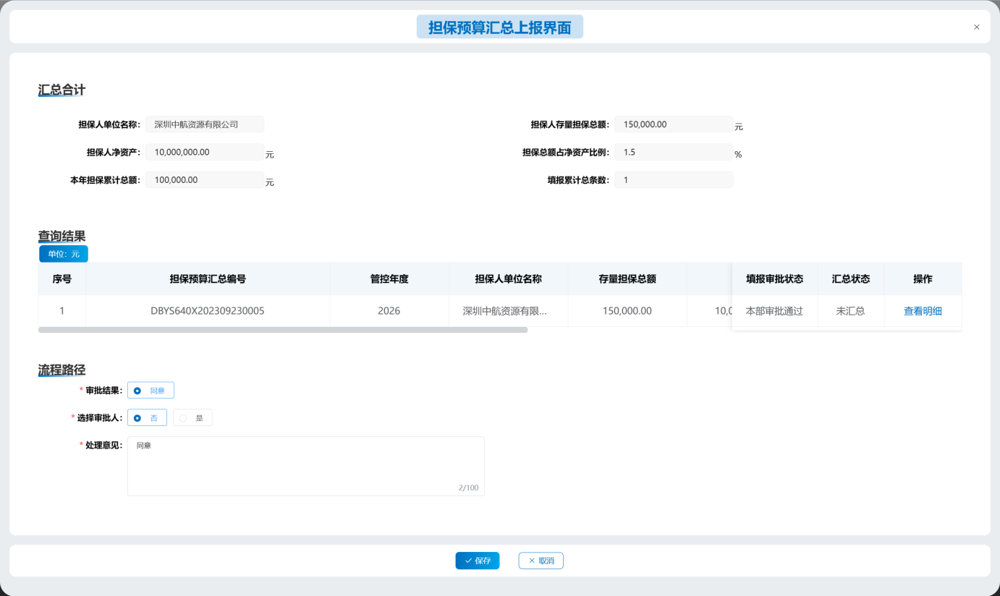 担保预算汇总上报界面
汇总合计
担保人单位名称： 深圳中航资源有限公司 担保人存量担保总额： 150,000.00 元
担保人净资产： 10,000,000.00 元 担保总额占净资产比例： 1.5 %
本年担保累计总额： 100,000.00 元 填报累计总条数： 1
查询结果
单位：元
序号 担保预算汇总编号 管控年度 担保人单位名称 存量担保总额 填报审批状态 汇总状态 操作
1 DBYS640X202309230005 2026 深圳中航资源有限... 150,000.00 10,0 本部审批通过 未汇总 查看明细
流程路径
* 审批结果： 同意
* 选择审批人： 否 是
* 处理意见： 同意
2/100
保存 取消